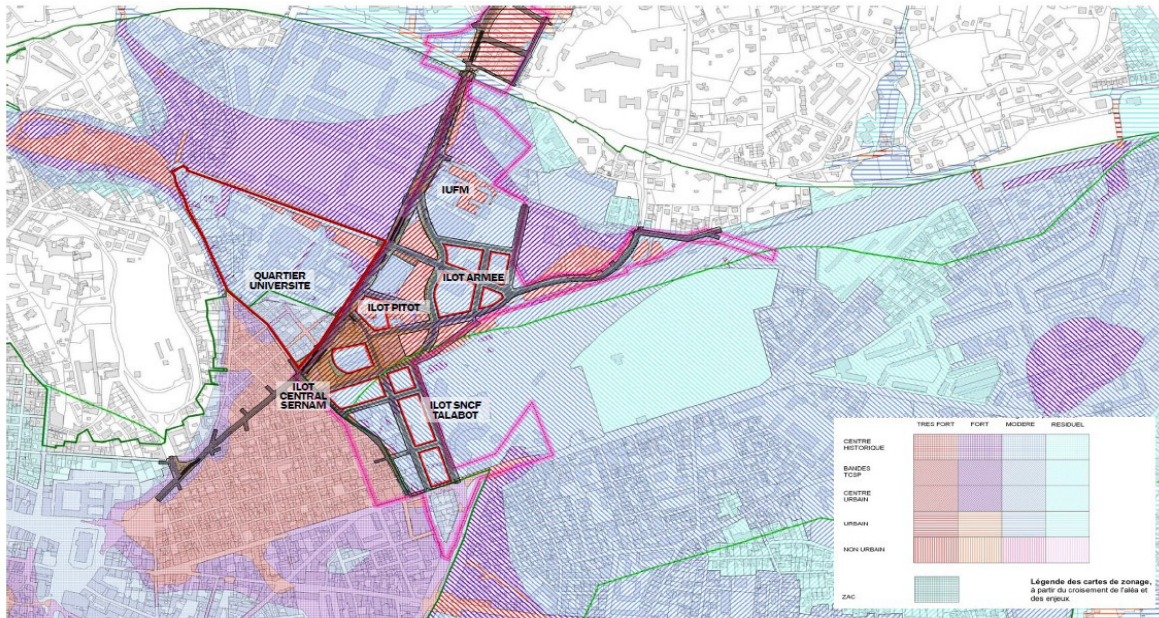 IUFM
QUARTIER
UNIVERSITE
ILOT ARMEE
ILOT PITOT
ILOT
CENTRAL
SERNAM
ILOT SNCF
TALABOT
TRES FORT FORT MODERE RESIDUEL
CENTRE
HISTORIQUE
BANDES
TCSP
CENTRE
URBAIN
URBAIN
NON URBAIN
ZAC
Légende des cartes de zonage,
à partir du croisement de l'aléa et
des enjeux.